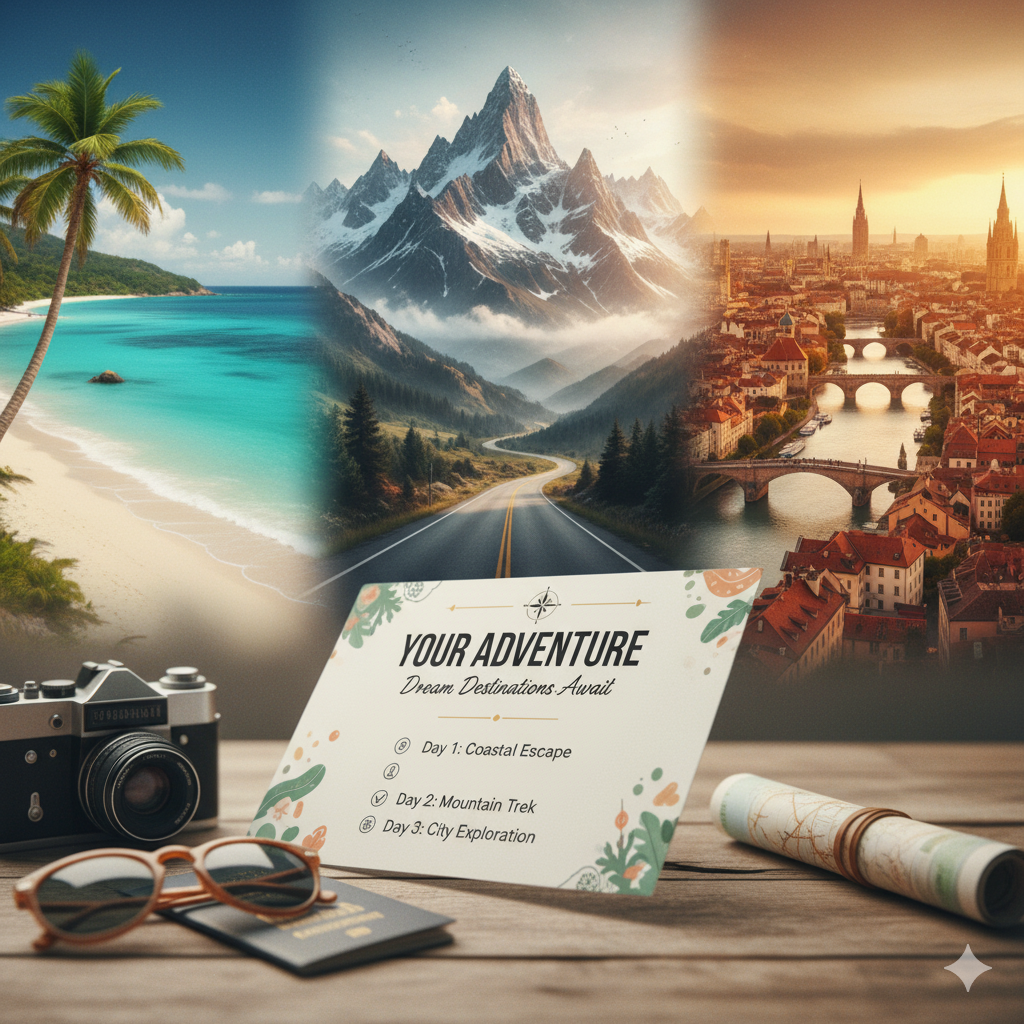 YOUR ADVENTURE
Dream Destinations Await
Day 1: Coastal Escape
Day 2: Mountain Trek
Day 3: City Exploration